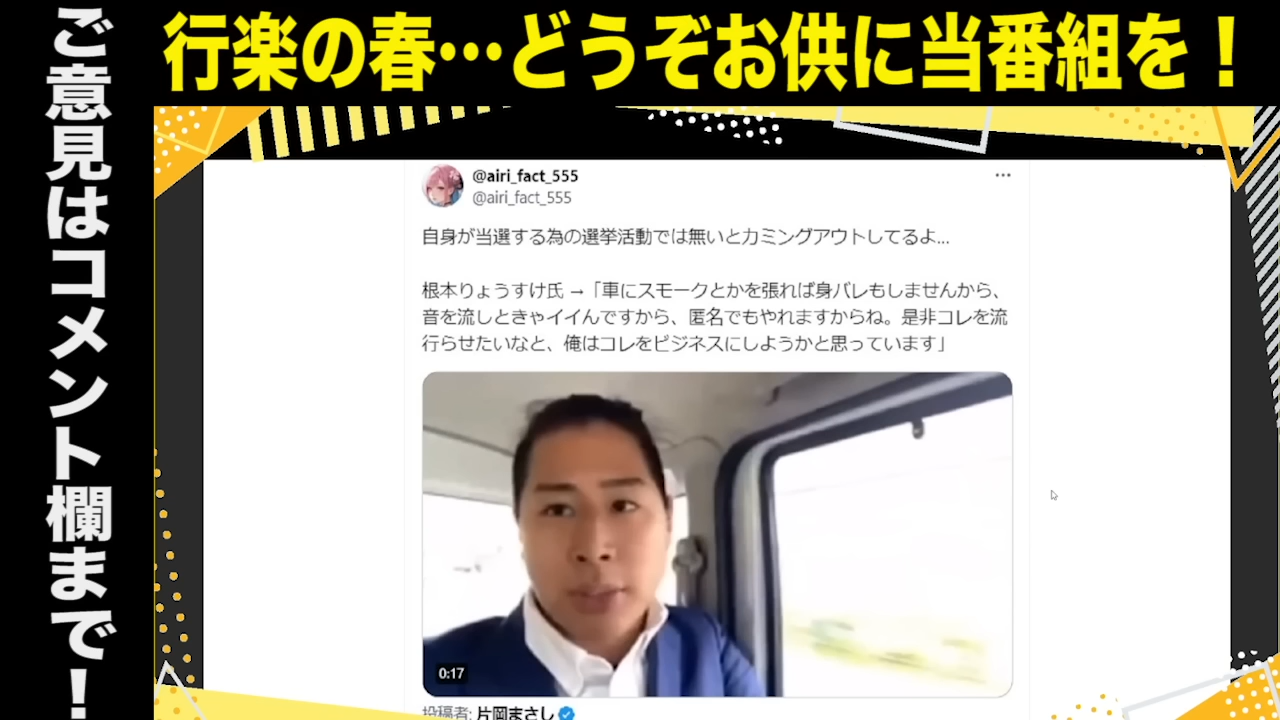 行楽の春…どうぞお供に当番組を！
ご意見はコメント欄まで！
@airi_fact_555
@airi_fact_555
自身が当選する為の選挙活動では無いとカミングアウトしてるよ...
根本りょうすけ氏 →「車にスモークとかを張れば身バレもしませんから、
音を流しときゃイイんですから、匿名でもやれますからね。是非コレを流
行らせたいなと、俺はコレをビジネスにしようかと思っています」
0:17
投稿者: 片岡まさし